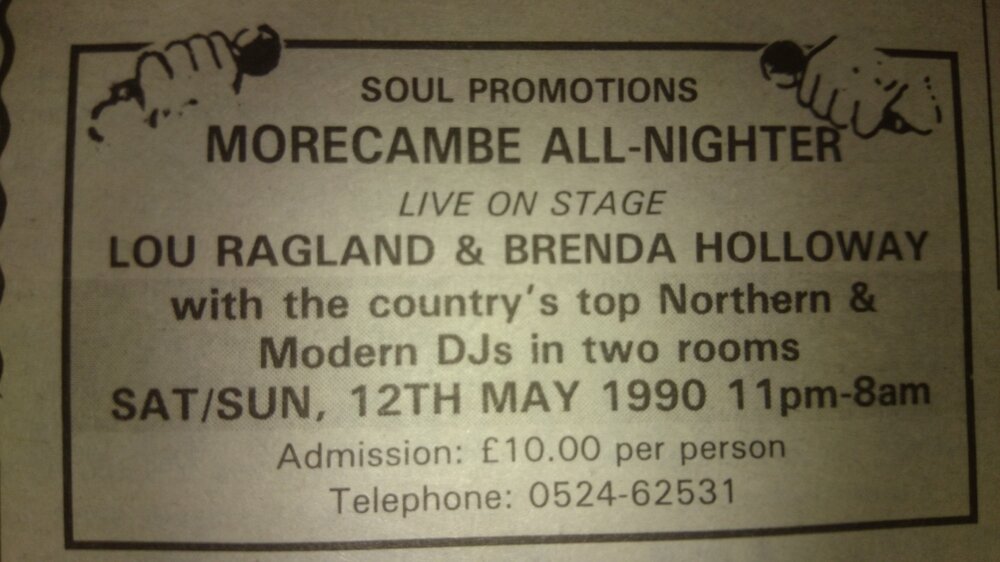 SOUL PROMOTIONS
MORECAMBE ALL-NIGHTER
LIVE ON STAGE
LOU RAGLAND & BRENDA HOLLOWAY
with the country's top Northern &
Modern DJs in two rooms
SAT/SUN, 12TH MAY 1990 11pm-8am
Admission: £10.00 per person
Telephone: 0524-62531